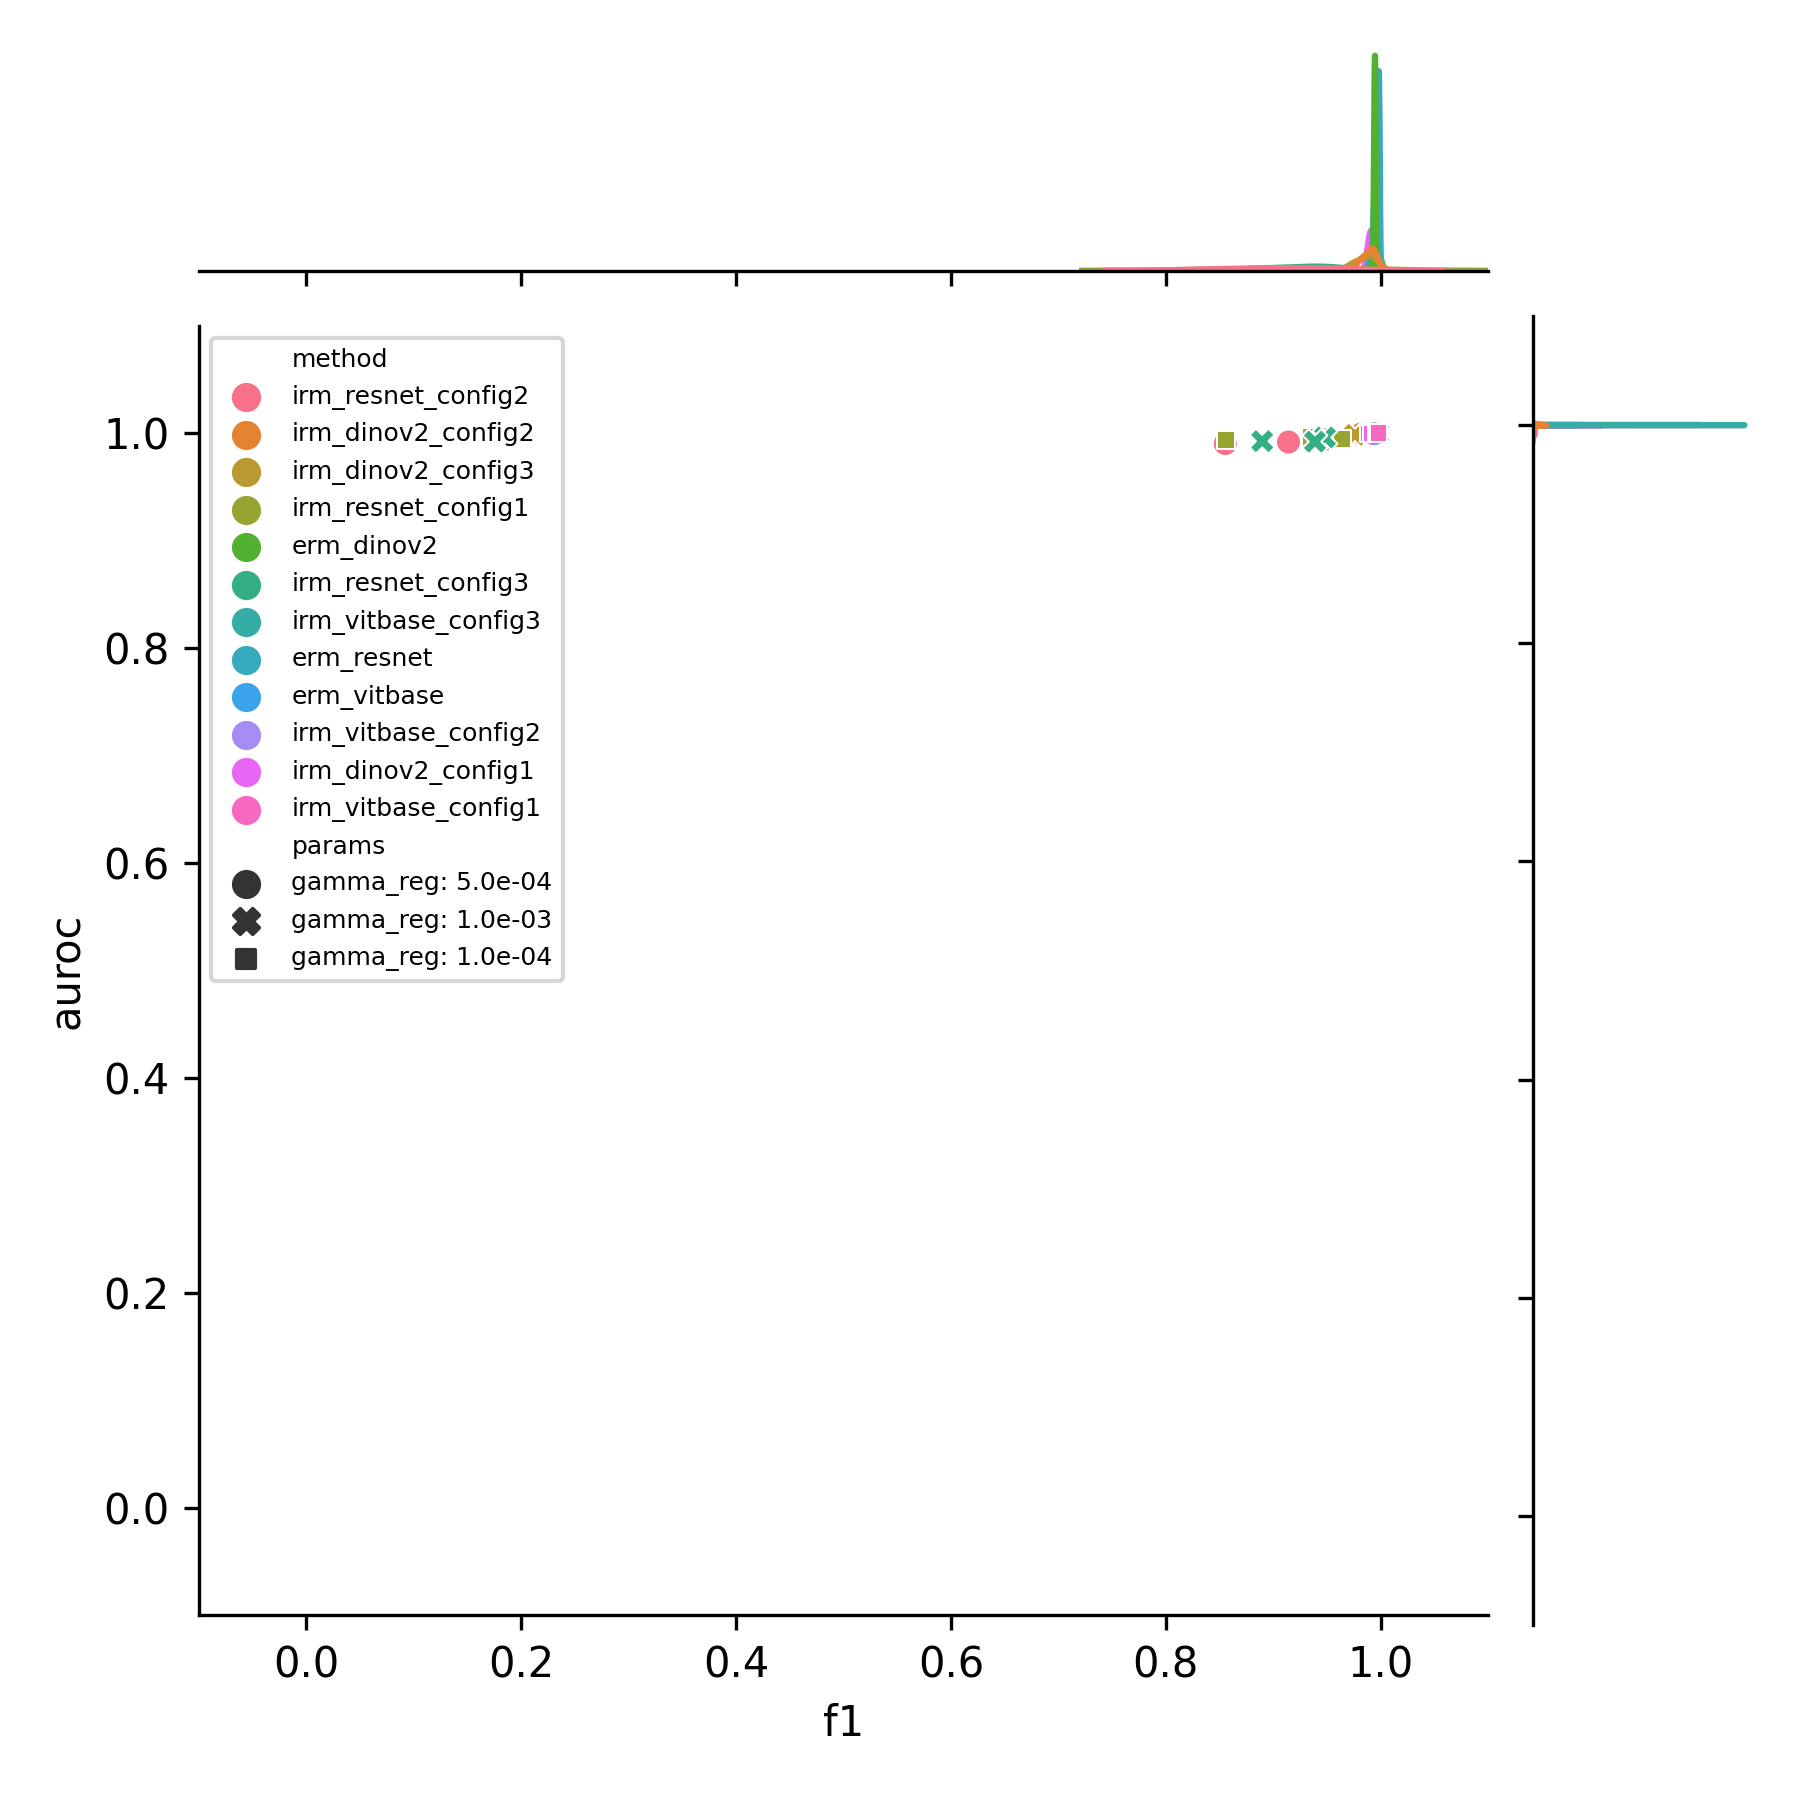 method
irm_resnet_config2
irm_dinov2_config2
irm_dinov2_config3
irm_resnet_config1
erm_dinov2
irm_resnet_config3
irm_vitbase_config3
erm_resnet
erm_vitbase
irm_vitbase_config2
irm_dinov2_config1
irm_vitbase_config1
params
gamma_reg: 5.0e-04
gamma_reg: 1.0e-03
gamma_reg: 1.0e-04
auroc
1.0
0.8
0.6
0.4
0.2
0.0
0.0 0.2 0.4 0.6 0.8 1.0
f1